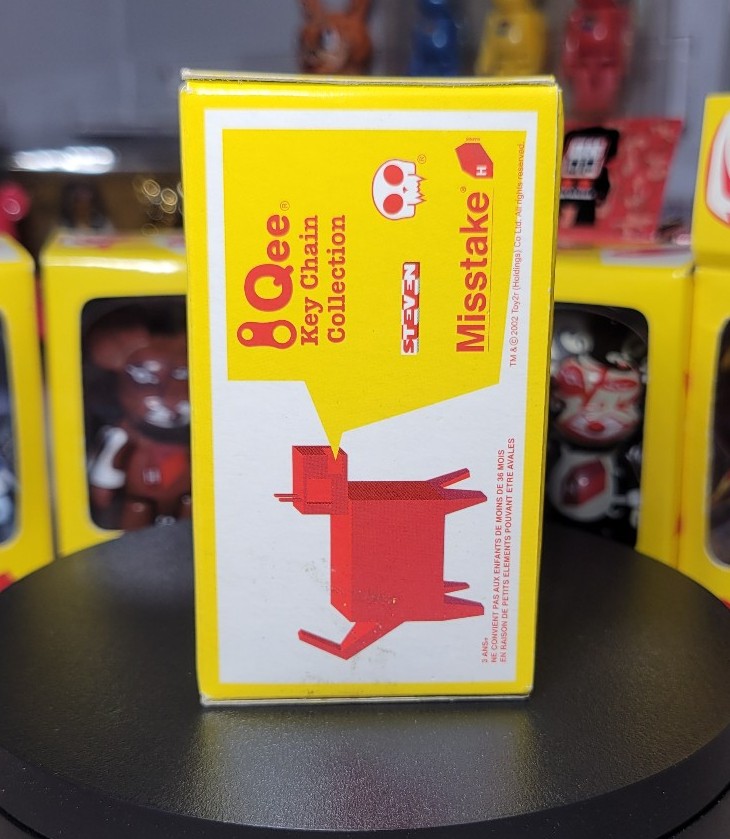 Qee®
Key Chain
Collection
STEVEN
®
Misstake®
H
TM & © 2002 Toy2r (Holdings) Co Ltd. All rights reserved.
3 ANS+
NE CONVIENT PAS AUX ENFANTS DE MOINS DE 36 MOIS
EN RAISON DE PETITS ELEMENTS POUVANT ETRE AVALES